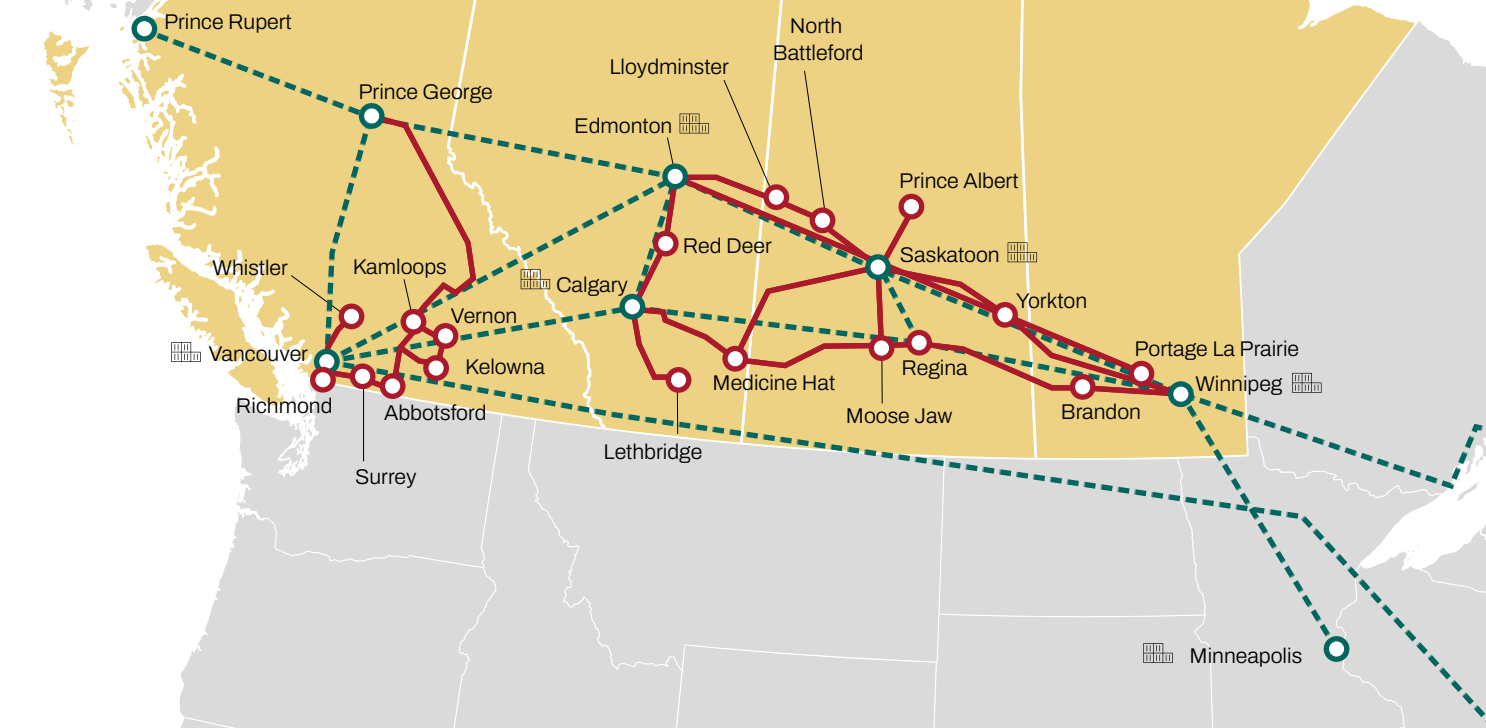 Prince Rupert
North
Battleford
Lloydminster
Prince George
Edmonton
Prince Albert
Red Deer
Saskatoon
Whistler
Kamloops
Calgary
Yorkton
Vernon
Vancouver
Portage La Prairie
Kelowna
Regina
Medicine Hat
Winnipeg
Richmond
Abbotsford
Moose Jaw
Brandon
Lethbridge
Surrey
Minneapolis